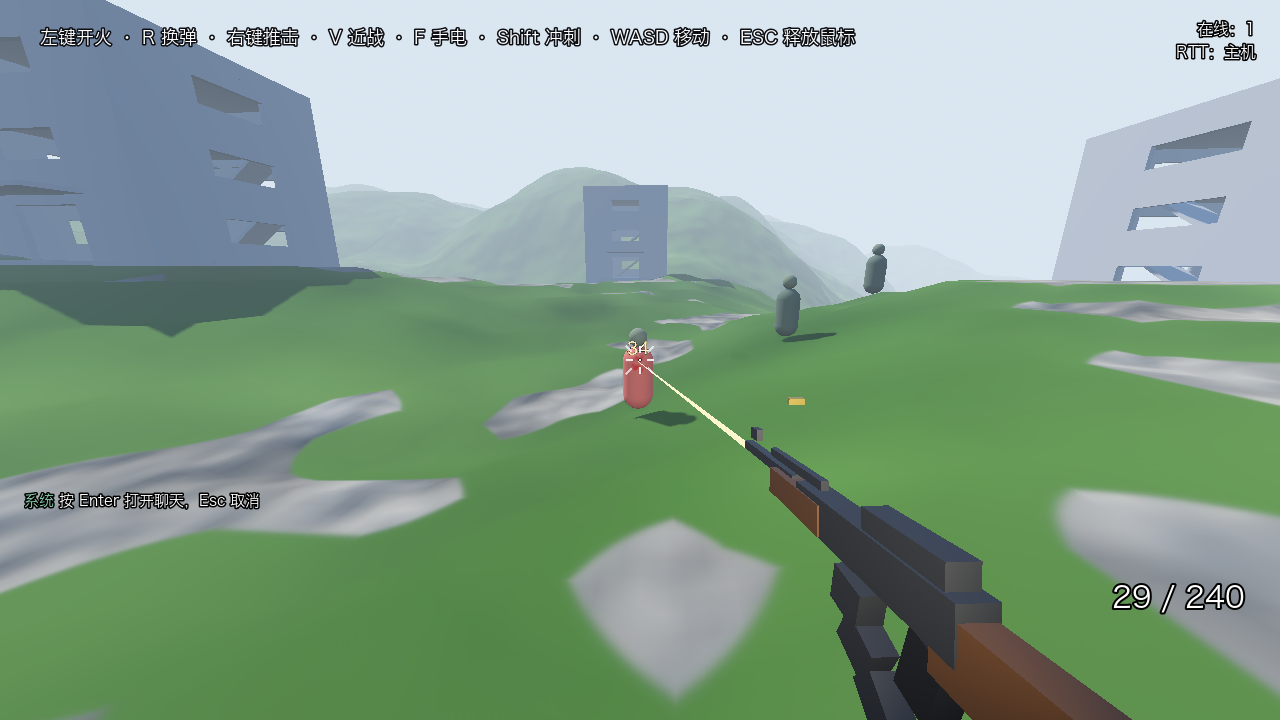 左键开火 · R 换弹 · 右键推击 · V 近战 · F 手电 · Shift 冲刺 · WASD 移动 · ESC 释放鼠标
在线: 1
RTT: 主机
34
系统 按 Enter 打开聊天, Esc 取消
29 / 240